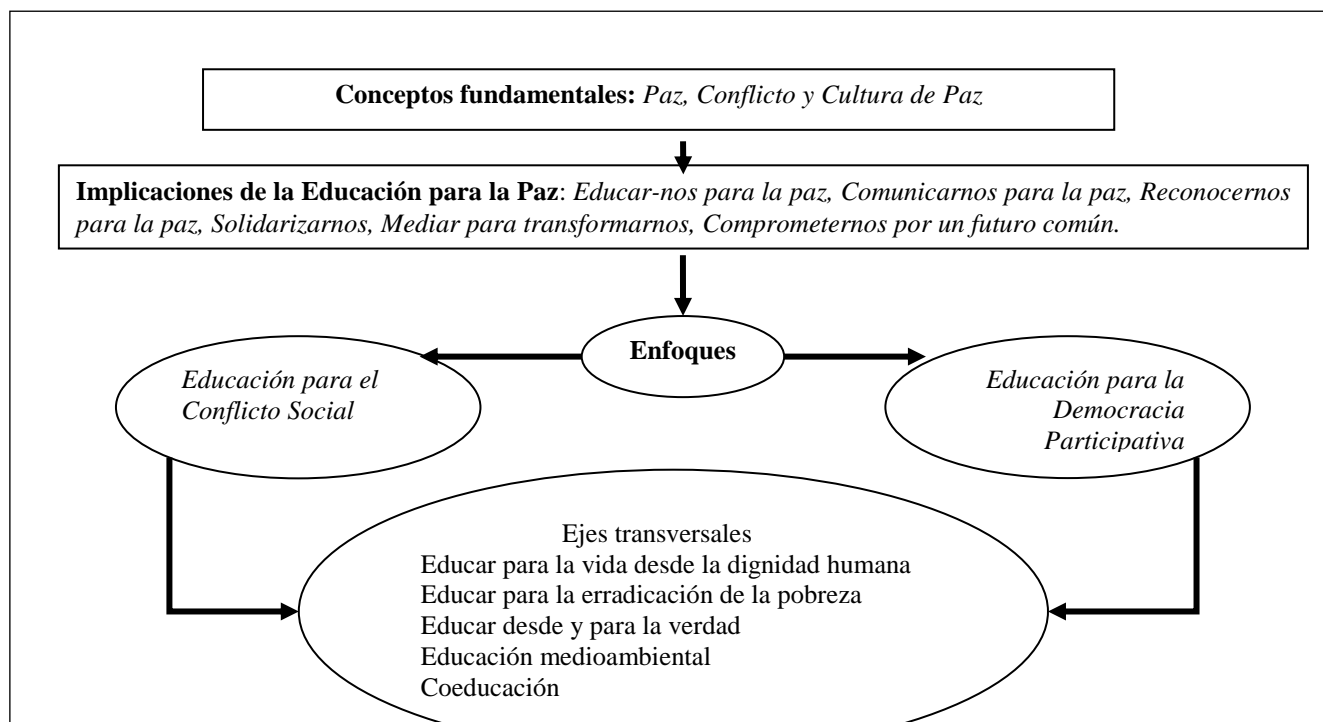 Conceptos fundamentales: Paz, Conflicto y Cultura de Paz
Implicaciones de la Educación para la Paz: Educar-nos para la paz, Comunicarnos para la paz, Reconocernos
para la paz, Solidarizarnos, Mediar para transformarnos, Comprometernos por un futuro común.
Enfoques
Educación para el
Conflicto Social
Educación para la
Democracia
Participativa
Ejes transversales
Educar para la vida desde la dignidad humana
Educar para la erradicación de la pobreza
Educar desde y para la verdad
Educación medioambiental
Coeducación